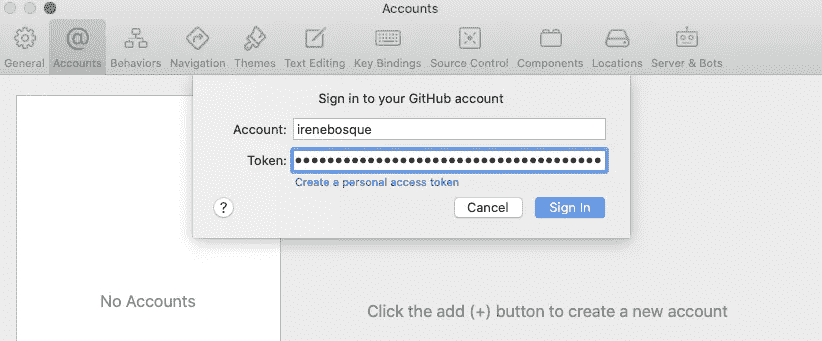 Accounts
General Accounts Behaviors Navigation Themes Text Editing Key Bindings Source Control Components Locations Server & Bots
Sign in to your GitHub account
Account: irenebosque
Token: ••••••••••••••••••••••••••••••••••••••••
Create a personal access token
? Cancel Sign In
No Accounts
Click the add (+) button to create a new account